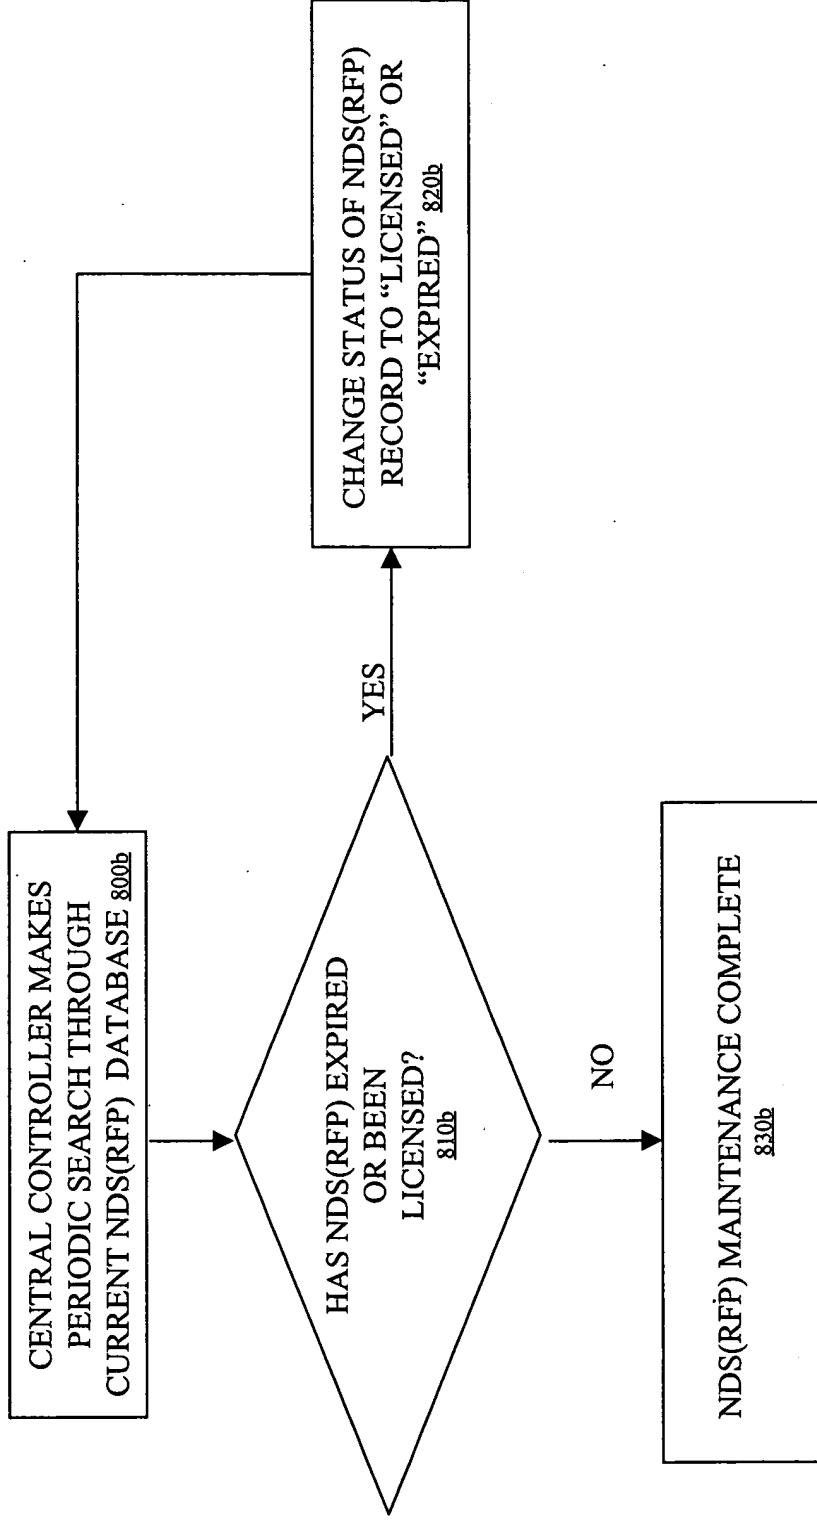 CENTRAL CONTROLLER MAKES
PERIODIC SEARCH THROUGH
CURRENT NDS(RFP) DATABASE 800b
HAS NDS(RFP) EXPIRED
OR BEEN
LICENSED?
810b
YES
CHANGE STATUS OF NDS(RFP)
RECORD TO “LICENSED” OR
“EXPIRED” 820b
NO
NDS(RFP) MAINTENANCE COMPLETE
830b